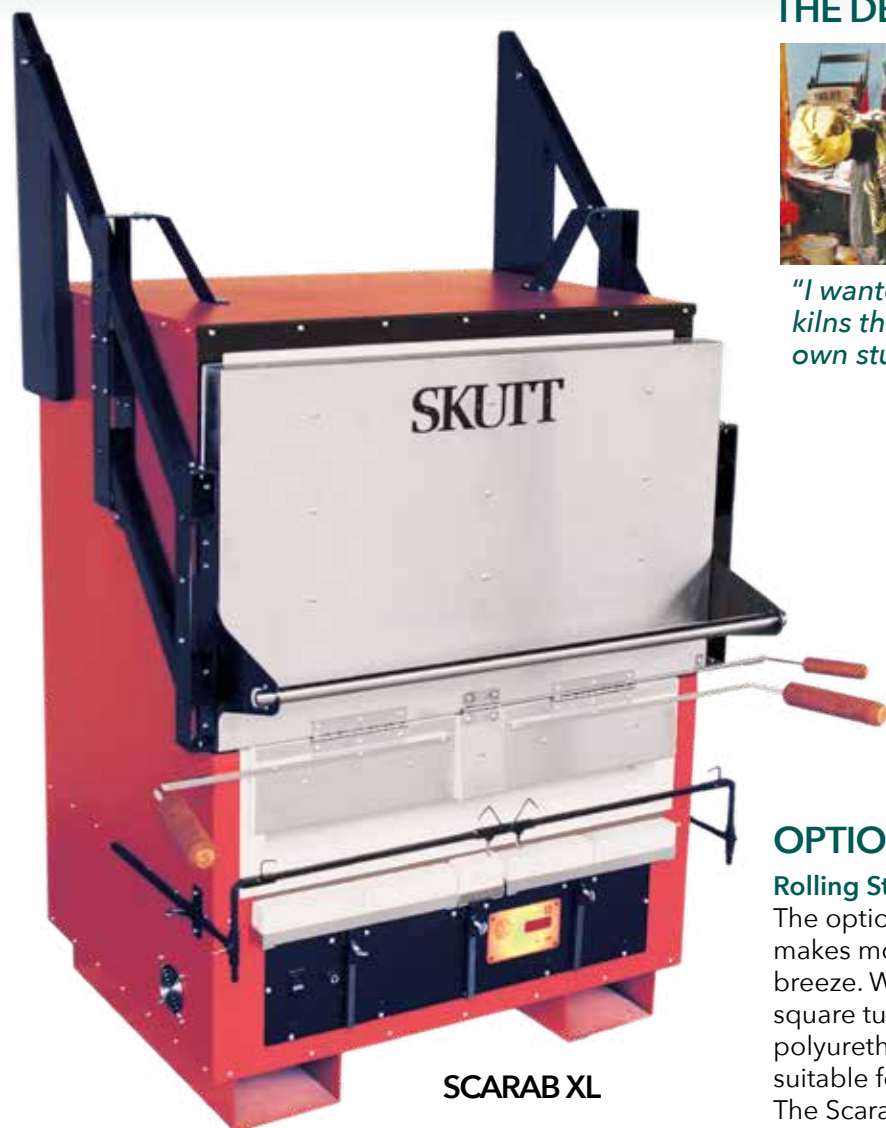 THE DE
SKUTT
"I wante
kilns th
own stu
OPTIO
Rolling St
The optio
makes mo
breeze. W
square tu
polyureth
suitable fo
The Scara
SCARAB XL